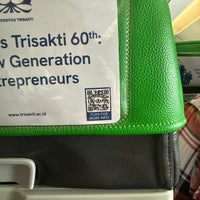 ERSITAS TRISAKTI
s Trisakti 60th:
w Generation
trepreneurs
www.trisakti.ac.id
SCAN FOR
MORE INFO